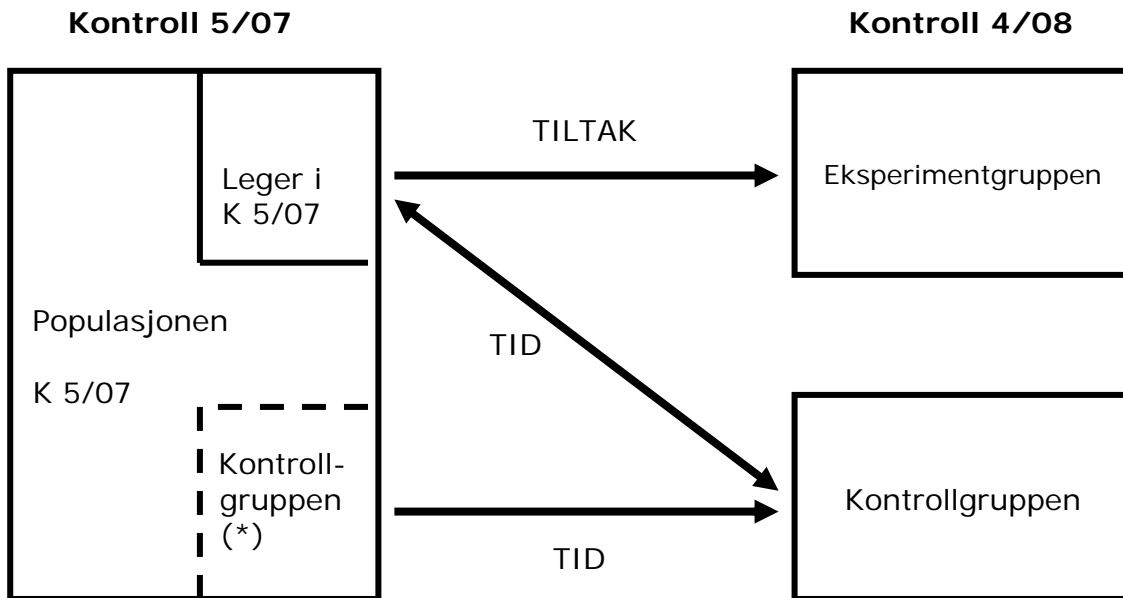 Kontroll 5/07
Kontroll 4/08
Leger i
K 5/07
TILTAK
Eksperimentgruppen
Populasjonen
K 5/07
TID
Kontroll-
gruppen
(*)
TID
Kontrollgruppen